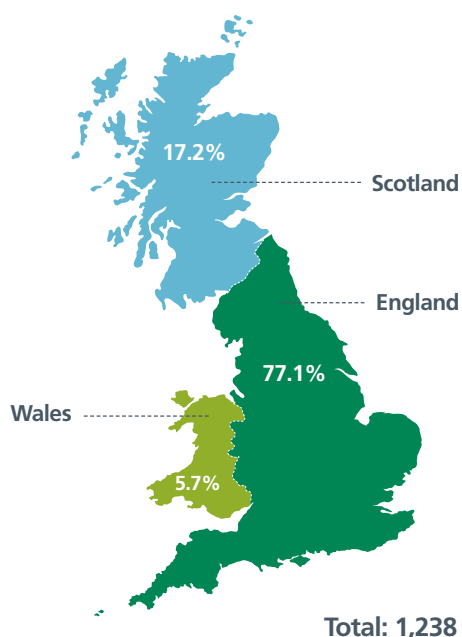 17.2%
Scotland
England
77.1%
Wales
5.7%
Total: 1,238